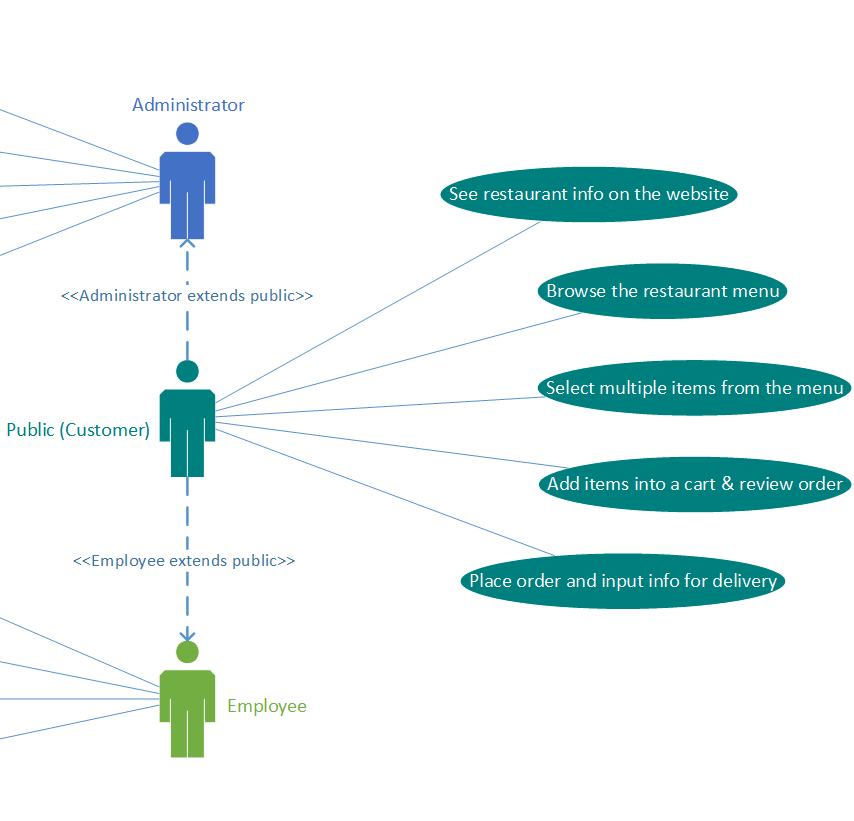 Administrator
See restaurant info on the website
<<Administrator extends public>>
Browse the restaurant menu
Select multiple items from the menu
Public (Customer)
Add items into a cart & review order
<<Employee extends public>>
Place order and input info for delivery
Employee